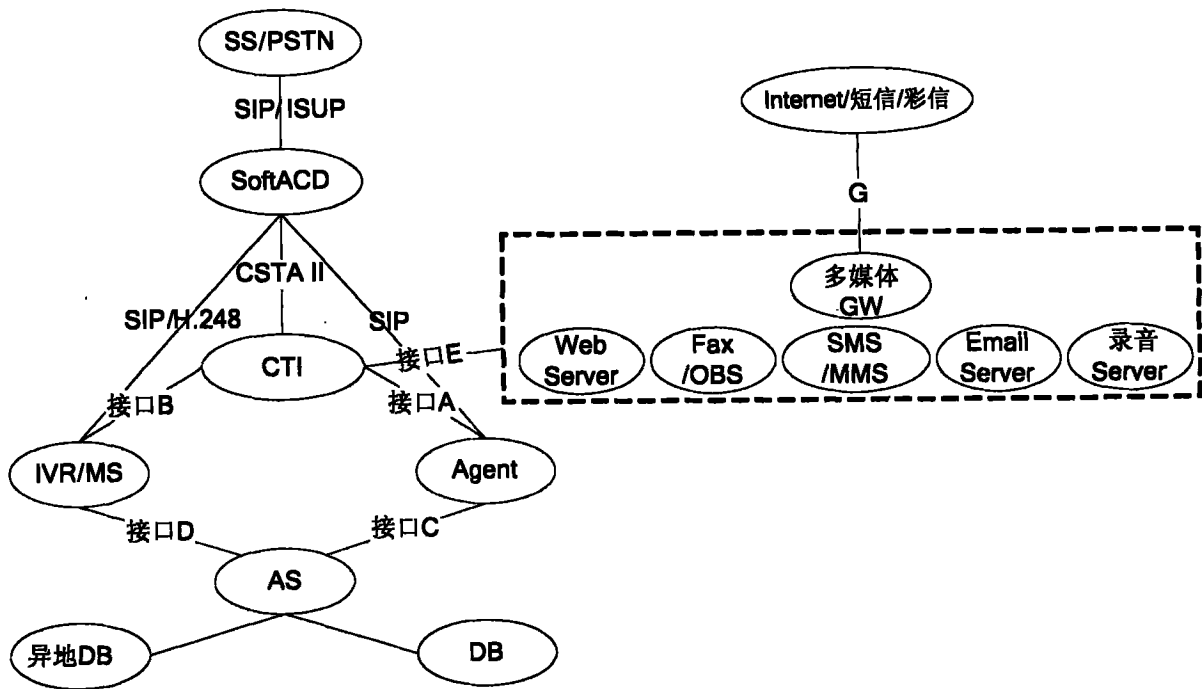 SS/PSTN
SIP/ISUP
SoftACD
CSTA II
SIP/H.248
SIP
CTI
接口E
接口B
接口A
IVR/MS
Agent
接口D
接口C
AS
异地DB
DB
Internet/短信/彩信
G
多媒体
GW
Web
Server
Fax
/OBS
SMS
/MMS
Email
Server
录音
Server